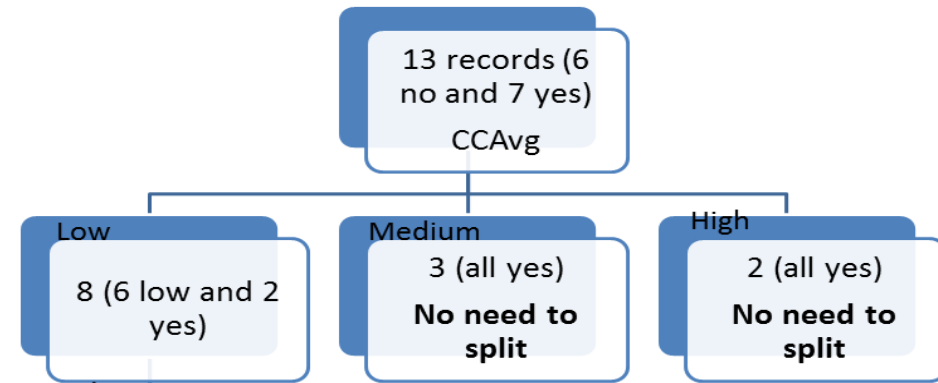 13 records (6
no and 7 yes)
CCAvg
Low
8 (6 low and 2
yes)
Medium
3 (all yes)
No need to
split
High
2 (all yes)
No need to
split